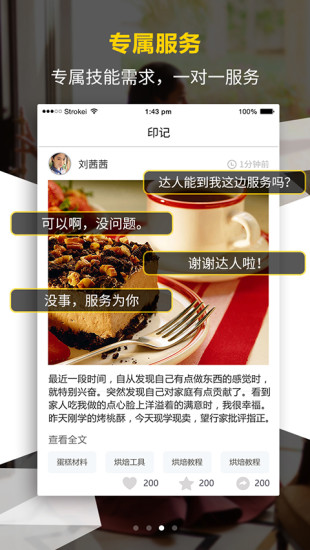 专属服务
专属技能需求，一对一服务
Strokei 1:43 pm 100%
印记
刘茜茜 1分钟前
达人能到我这边服务吗？
可以啊，没问题。
谢谢达人啦！
没事，服务为你
最近一段时间，自从发现自己有点做东西的感觉时，
就特别兴奋。突然发现自己对家庭有点贡献了。看到
家人吃我做的点心脸上洋溢着的满意时，我很幸福。
昨天刚学的烤桃酥，今天现学现卖，望行家批评指正。
查看全文
蛋糕材料 烘焙工具 烘焙教程 烘焙教程
200 200 200